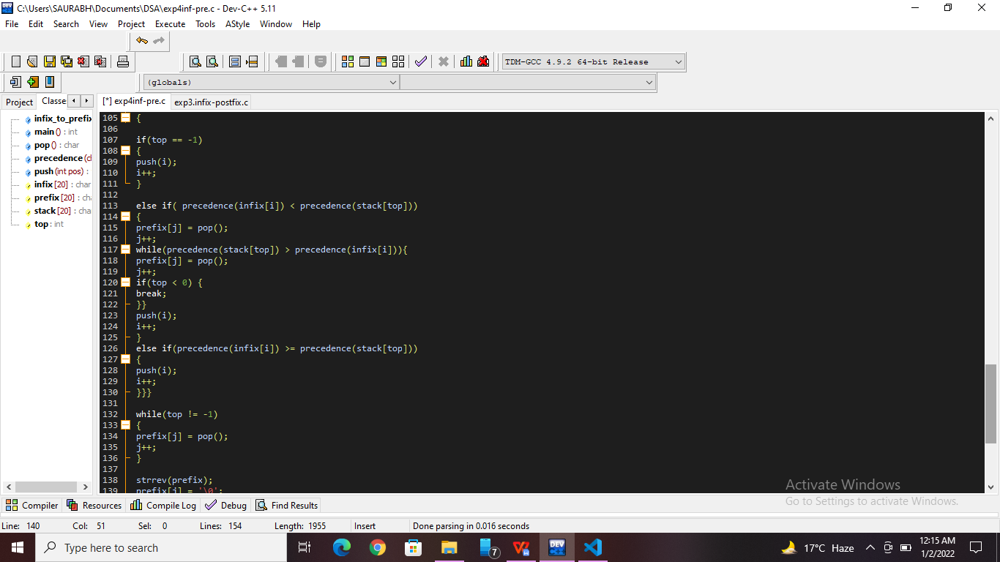 C:\Users\SAURABH\Documents\DSA\exp4inf-pre.c - Dev-C++ 5.11
File Edit Search View Project Execute Tools AStyle Window Help
TDM-GCC 4.9.2 64-bit Release
(globals)
Project Classe [*] exp4inf-pre.c exp3.infix-postfix.c
infix_to_prefix
main () : int
pop () : char
precedence (cl
push (int pos) :
infix [20] : char
prefix [20] : cha
stack [20] : cha
top : int
105 {
106
107 if(top == -1)
108 {
109 push(i);
110 i++;
111 }
112
113 else if( precedence(infix[i]) < precedence(stack[top]))
114 {
115 prefix[j] = pop();
116 j++;
117 while(precedence(stack[top]) > precedence(infix[i])){
118 prefix[j] = pop();
119 j++;
120 if(top < 0) {
121 break;
122 }}
123 push(i);
124 i++;
125 }
126 else if(precedence(infix[i]) >= precedence(stack[top]))
127 {
128 push(i);
129 i++;
130 }}}
131
132 while(top != -1)
133 {
134 prefix[j] = pop();
135 j++;
136 }
137
138 strrev(prefix);
139 prefix[j] = '\0';
Activate Windows
Go to Settings to activate Windows.
Compiler Resources Compile Log Debug Find Results
Line: 140 Col: 51 Sel: 0 Lines: 154 Length: 1955 Insert Done parsing in 0.016 seconds
Type here to search
7
DEV
17°C Haze
12:15 AM
1/2/2022